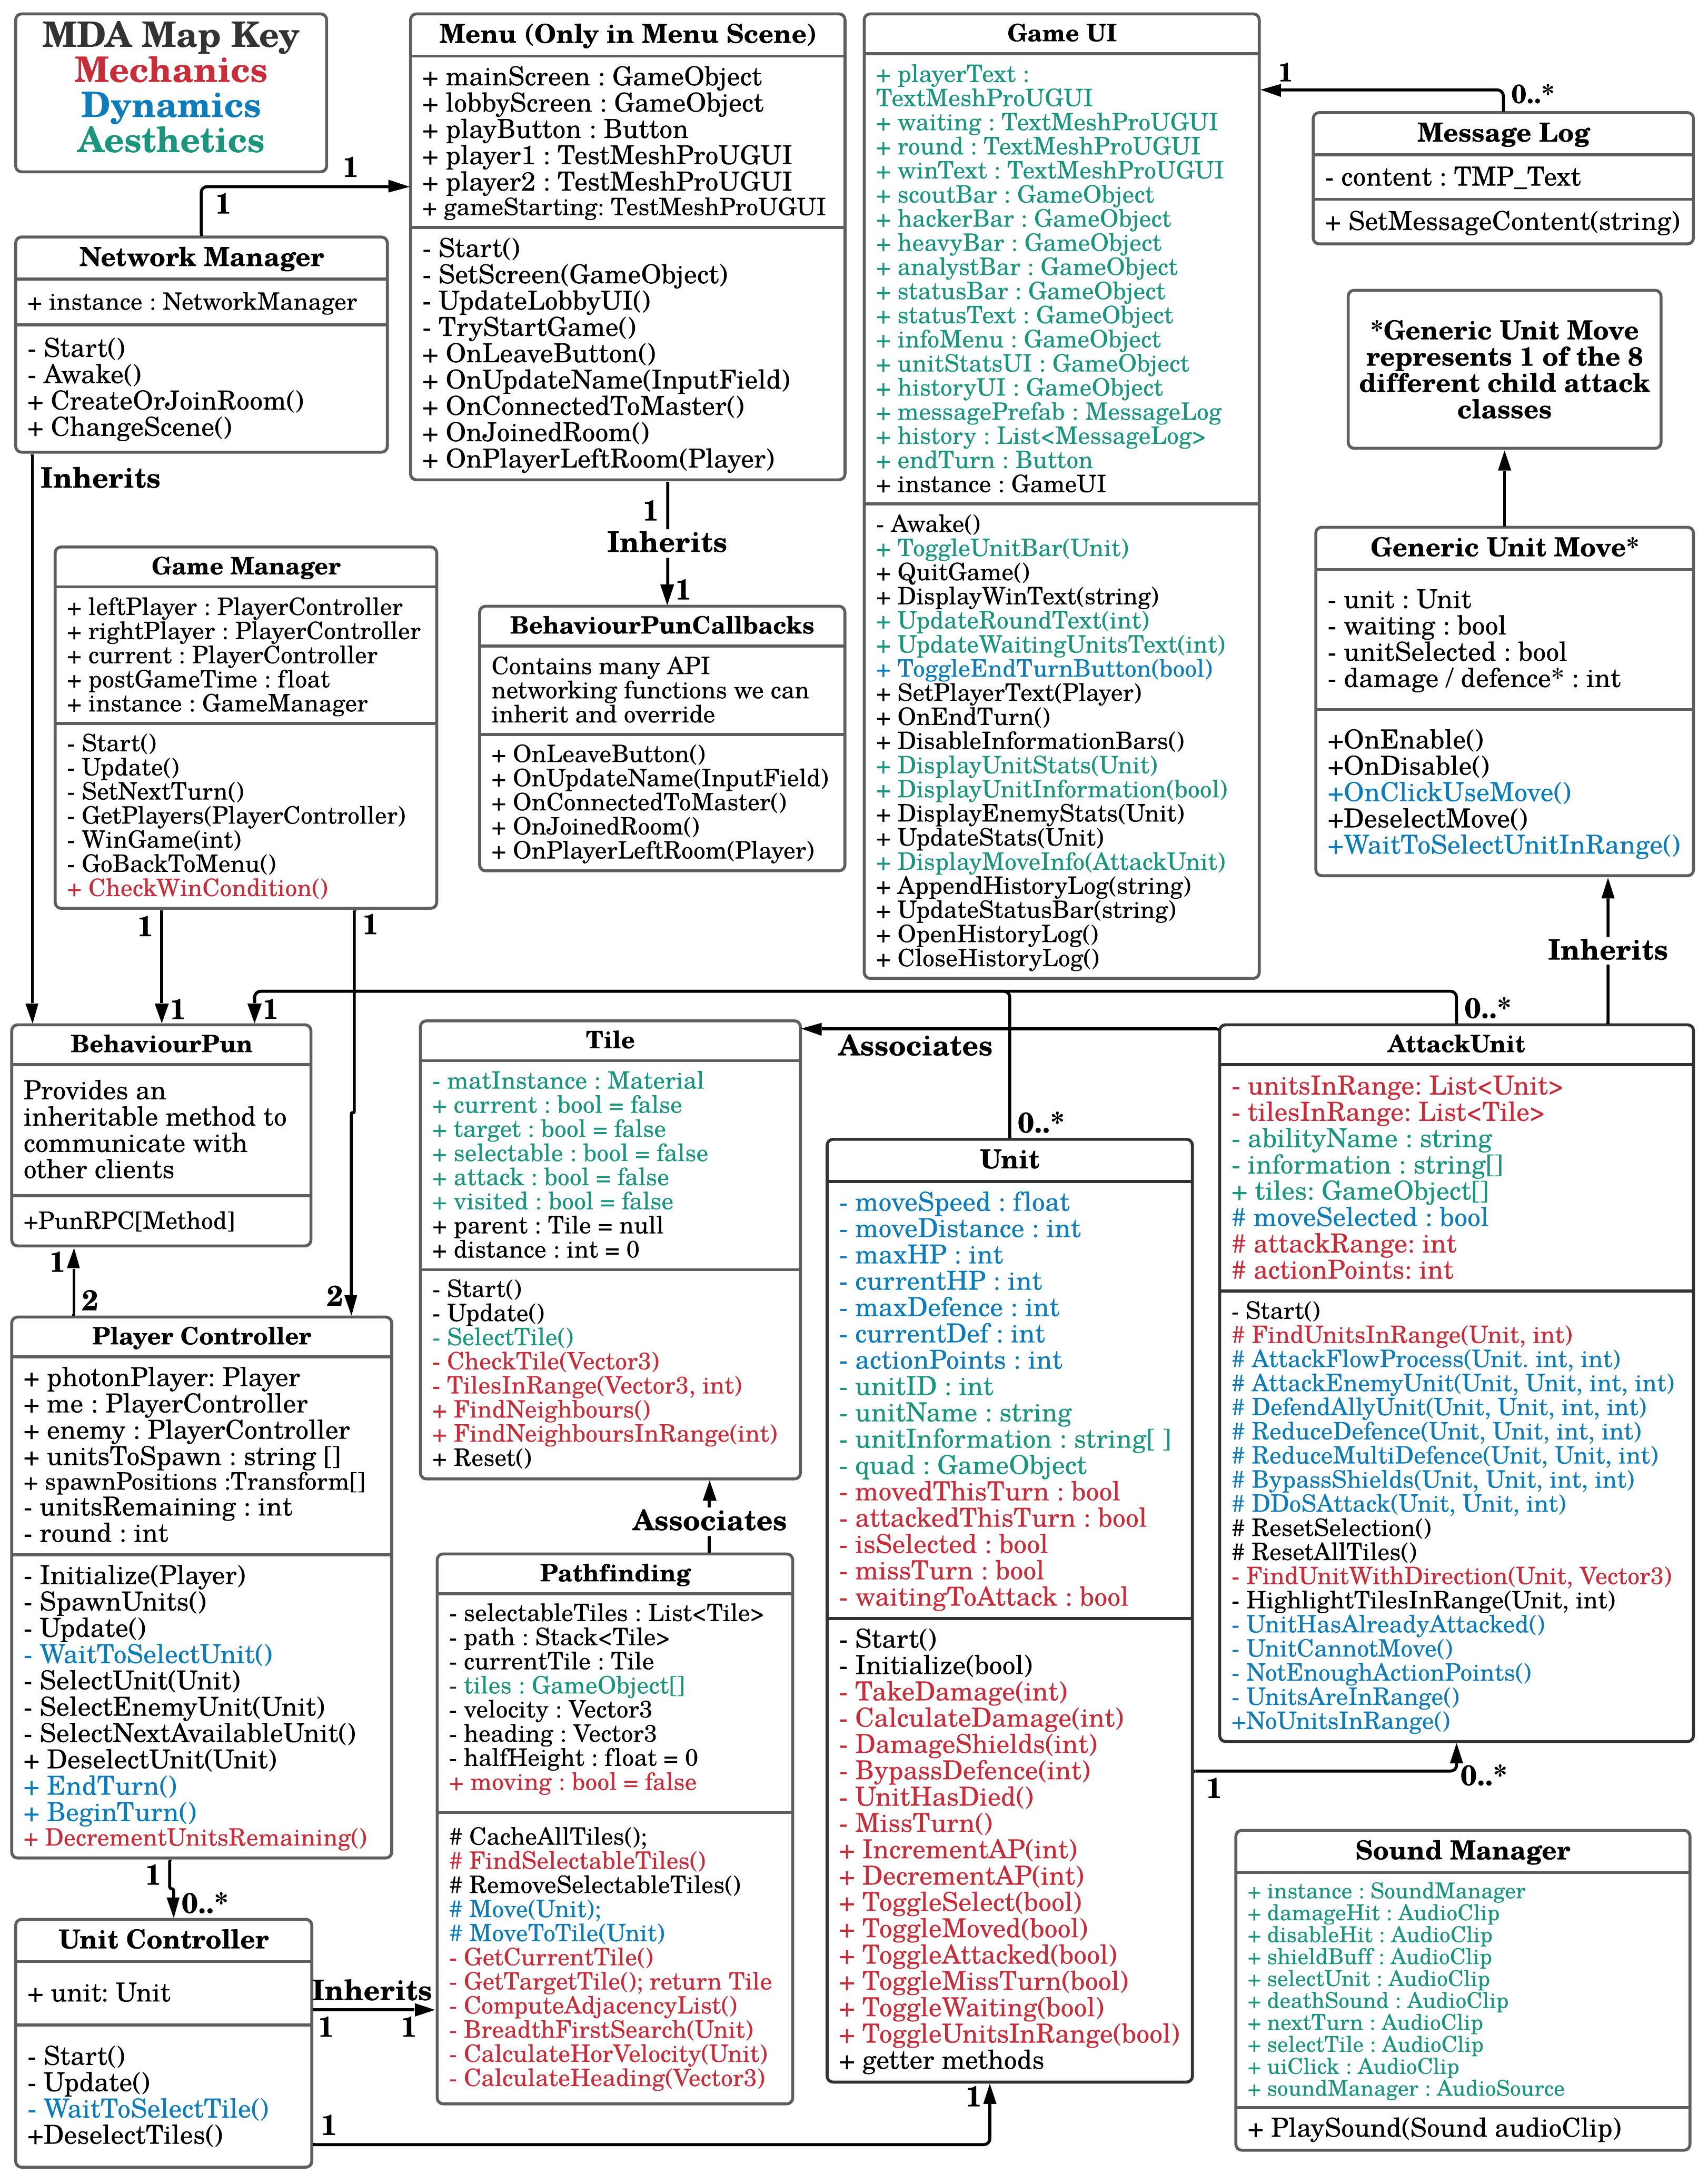 MDA Map Key
Mechanics
Dynamics
Aesthetics
Menu (Only in Menu Scene)
+ mainScreen : GameObject
+ lobbyScreen : GameObject
+ playButton : Button
+ player1 : TestMeshProUGUI
+ player2 : TestMeshProUGUI
+ gameStarting: TestMeshProUGUI
- Start()
- SetScreen(GameObject)
- UpdateLobbyUI()
- TryStartGame()
+ OnLeaveButton()
+ OnUpdateName(InputField)
+ OnConnectedToMaster()
+ OnJoinedRoom()
+ OnPlayerLeftRoom(Player)
Game UI
+ playerText :
TextMeshProUGUI
+ waiting : TextMeshProUGUI
+ round : TextMeshProUGUI
+ winText : TextMeshProUGUI
+ scoutBar : GameObject
+ hackerBar : GameObject
+ heavyBar : GameObject
+ analystBar : GameObject
+ statusBar : GameObject
+ statusText : GameObject
+ infoMenu : GameObject
+ unitStatsUI : GameObject
+ historyUI : GameObject
+ messagePrefab : MessageLog
+ history : List<MessageLog>
+ endTurn : Button
+ instance : GameUI
- Awake()
+ ToggleUnitBar(Unit)
+ QuitGame()
+ DisplayWinText(string)
+ UpdateRoundText(int)
+ UpdateWaitingUnitsText(int)
+ ToggleEndTurnButton(bool)
+ SetPlayerText(Player)
+ OnEndTurn()
+ DisableInformationBars()
+ DisplayUnitStats(Unit)
+ DisplayUnitInformation(bool)
+ DisplayEnemyStats(Unit)
+ UpdateStats(Unit)
+ DisplayMoveInfo(AttackUnit)
+ AppendHistoryLog(string)
+ UpdateStatusBar(string)
+ OpenHistoryLog()
+ CloseHistoryLog()
1
0..*
Message Log
- content : TMP_Text
+ SetMessageContent(string)
1
1
Network Manager
+ instance : NetworkManager
- Start()
- Awake()
+ CreateOrJoinRoom()
+ ChangeScene()
Inherits
*Generic Unit Move
represents 1 of the 8
different child attack
classes
1
Inherits
1
Game Manager
+ leftPlayer : PlayerController
+ rightPlayer : PlayerController
+ current : PlayerController
+ postGameTime : float
+ instance : GameManager
- Start()
- Update()
- SetNextTurn()
- GetPlayers(PlayerController)
- WinGame(int)
- GoBackToMenu()
+ CheckWinCondition()
BehaviourPunCallbacks
Contains many API
networking functions we can
inherit and override
+ OnLeaveButton()
+ OnUpdateName(InputField)
+ OnConnectedToMaster()
+ OnJoinedRoom()
+ OnPlayerLeftRoom(Player)
Generic Unit Move*
- unit : Unit
- waiting : bool
- unitSelected : bool
- damage / defence* : int
+OnEnable()
+OnDisable()
+OnClickUseMove()
+DeselectMove()
+WaitToSelectUnitInRange()
Inherits
1
1
1
1
0..*
BehaviourPun
Provides an
inheritable method to
communicate with
other clients
+PunRPC[Method]
Tile
- matInstance : Material
+ current : bool = false
+ target : bool = false
+ selectable : bool = false
+ attack : bool = false
+ visited : bool = false
+ parent : Tile = null
+ distance : int = 0
- Start()
- Update()
- SelectTile()
- CheckTile(Vector3)
- TilesInRange(Vector3, int)
+ FindNeighbours()
+ FindNeighboursInRange(int)
+ Reset()
Associates
0..*
AttackUnit
- unitsInRange: List<Unit>
- tilesInRange: List<Tile>
- abilityName : string
- information : string[]
+ tiles: GameObject[]
# moveSelected : bool
# attackRange: int
# actionPoints: int
- Start()
# FindUnitsInRange(Unit, int)
# AttackFlowProcess(Unit. int, int)
# AttackEnemyUnit(Unit, Unit, int, int)
# DefendAllyUnit(Unit, Unit, int, int)
# ReduceDefence(Unit, Unit, int, int)
# ReduceMultiDefence(Unit, Unit, int)
# BypassShields(Unit, Unit, int, int)
# DDoSAttack(Unit, Unit, int)
# ResetSelection()
# ResetAllTiles()
- FindUnitWithDirection(Unit, Vector3)
- HighlightTilesInRange(Unit, int)
- UnitHasAlreadyAttacked()
- UnitCannotMove()
- NotEnoughActionPoints()
- UnitsAreInRange()
+NoUnitsInRange()
Unit
- moveSpeed : float
- moveDistance : int
- maxHP : int
- currentHP : int
- maxDefence : int
- currentDef : int
- actionPoints : int
- unitID : int
- unitName : string
- unitInformation : string[ ]
- quad : GameObject
- movedThisTurn : bool
- attackedThisTurn : bool
- isSelected : bool
- missTurn : bool
- waitingToAttack : bool
- Start()
- Initialize(bool)
- TakeDamage(int)
- CalculateDamage(int)
- DamageShields(int)
- BypassDefence(int)
- UnitHasDied()
- MissTurn()
+ IncrementAP(int)
+ DecrementAP(int)
+ ToggleSelect(bool)
+ ToggleMoved(bool)
+ ToggleAttacked(bool)
+ ToggleMissTurn(bool)
+ ToggleWaiting(bool)
+ ToggleUnitsInRange(bool)
+ getter methods
1
2
2
Player Controller
+ photonPlayer: Player
+ me : PlayerController
+ enemy : PlayerController
+ unitsToSpawn : string []
+ spawnPositions :Transform[]
- unitsRemaining : int
- round : int
- Initialize(Player)
- SpawnUnits()
- Update()
- WaitToSelectUnit()
- SelectUnit(Unit)
- SelectEnemyUnit(Unit)
- SelectNextAvailableUnit()
+ DeselectUnit(Unit)
+ EndTurn()
+ BeginTurn()
+ DecrementUnitsRemaining()
Associates
Pathfinding
- selectableTiles : List<Tile>
- path : Stack<Tile>
- currentTile : Tile
- tiles : GameObject[]
- velocity : Vector3
- heading : Vector3
- halfHeight : float = 0
+ moving : bool = false
# CacheAllTiles();
# FindSelectableTiles()
# RemoveSelectableTiles()
# Move(Unit);
# MoveToTile(Unit)
- GetCurrentTile()
- GetTargetTile(); return Tile
- ComputeAdjacencyList()
- BreadthFirstSearch(Unit)
- CalculateHorVelocity(Unit)
- CalculateHeading(Vector3)
1
0..*
1
0..*
Unit Controller
+ unit: Unit
- Start()
- Update()
- WaitToSelectTile()
+DeselectTiles()
Inherits
1
1
1
1
Sound Manager
+ instance : SoundManager
+ damageHit : AudioClip
+ disableHit : AudioClip
+ shieldBuff : AudioClip
+ selectUnit : AudioClip
+ deathSound : AudioClip
+ nextTurn : AudioClip
+ selectTile : AudioClip
+ uiClick : AudioClip
+ soundManager : AudioSource
+ PlaySound(Sound audioClip)